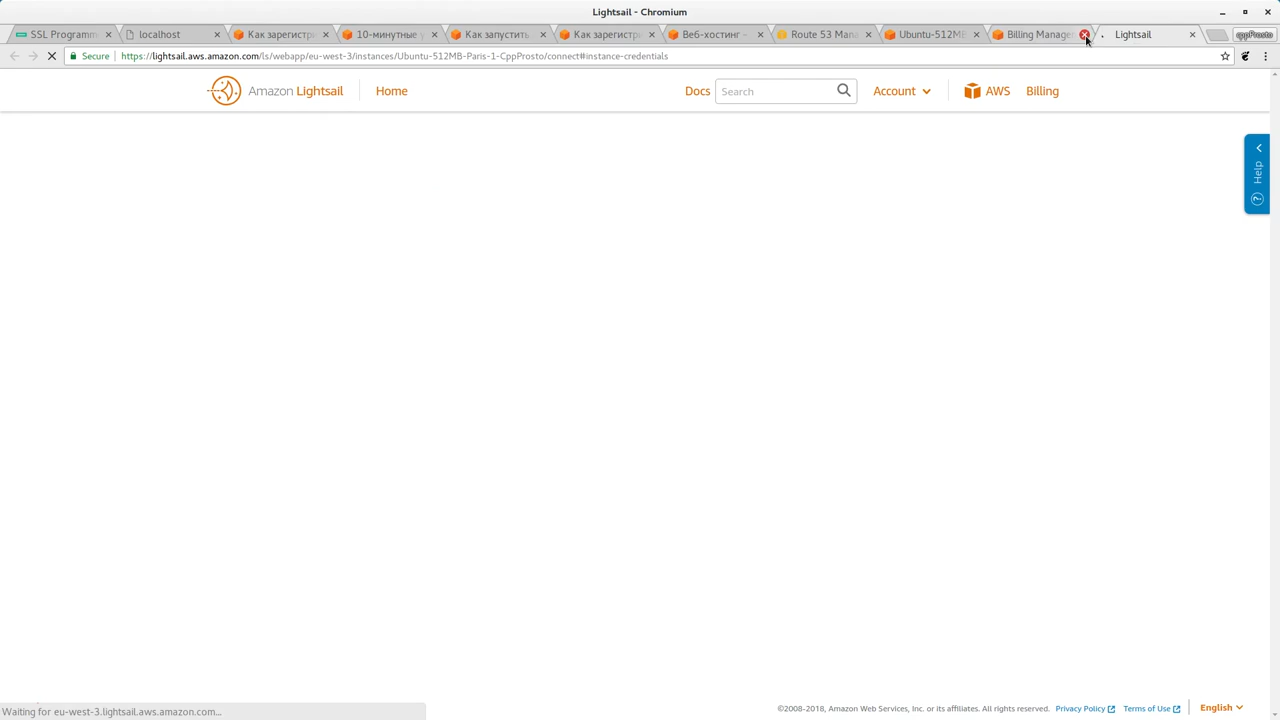 Lightsail - Chromium
SSL Programm
localhost
Как зарегистри
10-минутные у
Как запустить
Как зарегистри
Веб-хостинг –
Route 53 Mana
Ubuntu-512MB
Billing Manage
Lightsail
cppProsto
Secure
https://lightsail.aws.amazon.com/ls/webapp/eu-west-3/instances/Ubuntu-512MB-Paris-1-CppProsto/connect#instance-credentials
Amazon Lightsail
Home
Docs
Search
Account
AWS
Billing
Help
Waiting for eu-west-3.lightsail.aws.amazon.com...
©2008-2018, Amazon Web Services, Inc. or its affiliates. All rights reserved.
Privacy Policy
Terms of Use
English